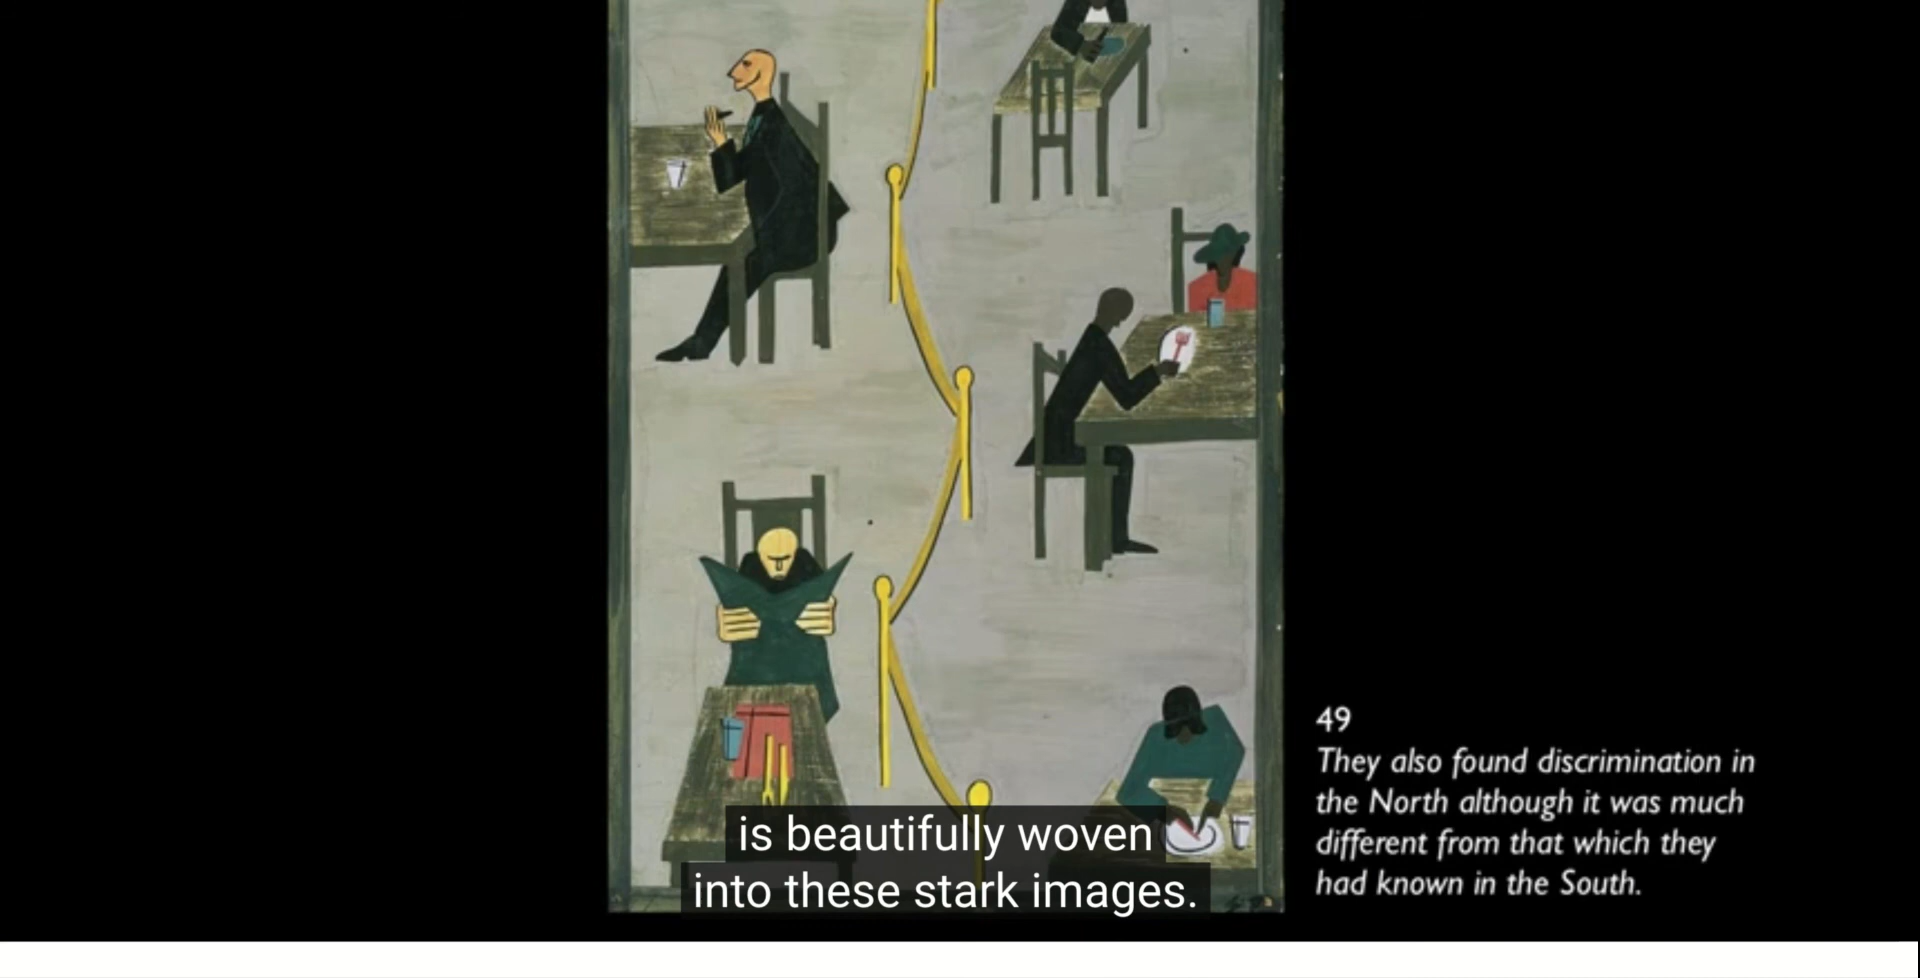 49
They also found discrimination in
the North although it was much
different from that which they
had known in the South.
is beautifully woven
into these stark images.